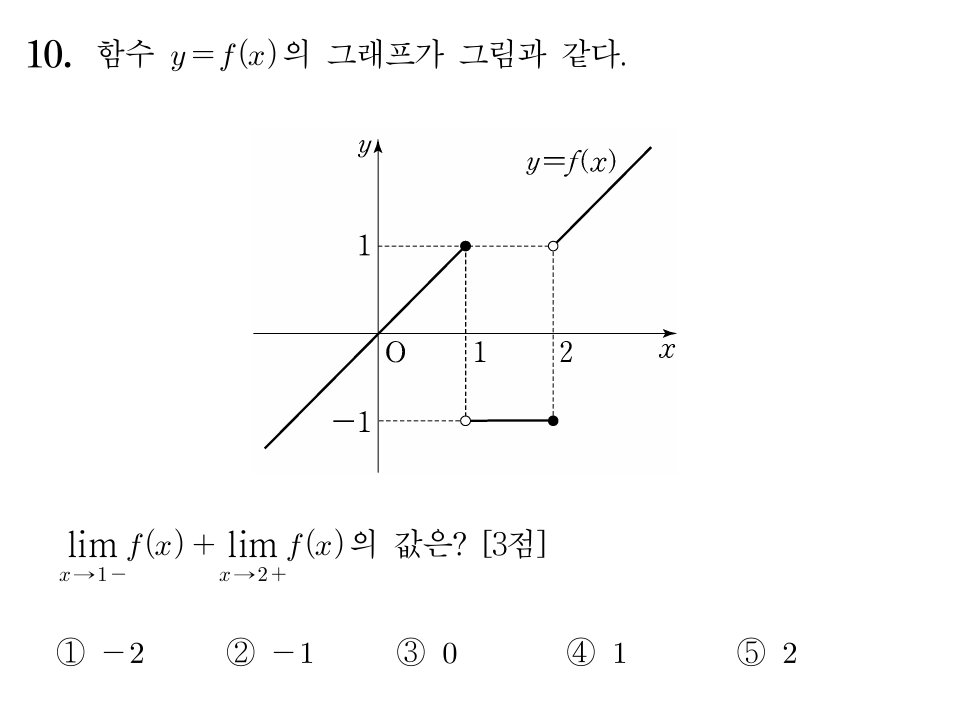 10. 함수 y=f(x)의 그래프가 그림과 같다.
y
y=f(x)
1
O 1 2 x
−1
lim f(x)+lim f(x)의 값은? [3점]
x→1− x→2+
① −2 ② −1 ③ 0 ④ 1 ⑤ 2